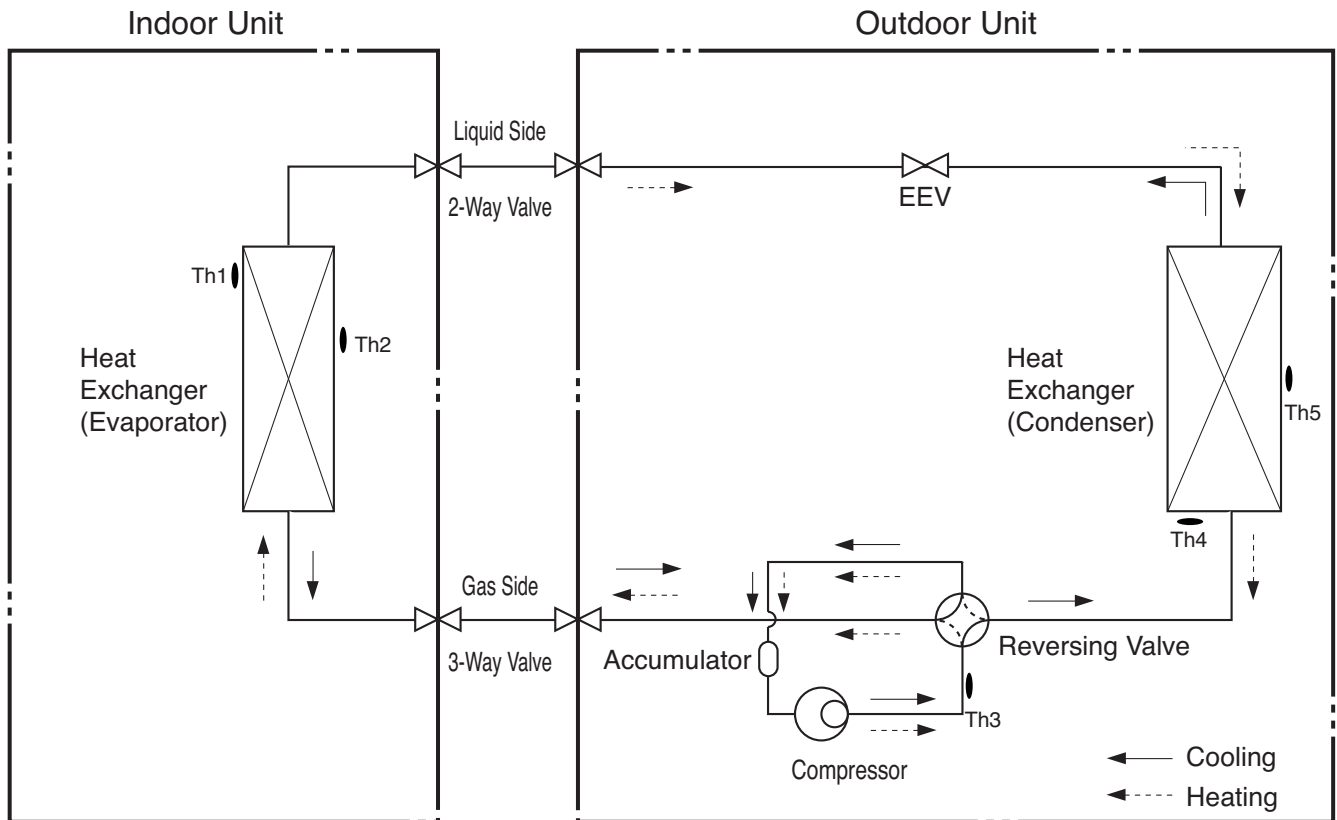 Indoor Unit
Outdoor Unit
Liquid Side
2-Way Valve
EEV
Th1
Th2
Heat
Exchanger
(Evaporator)
Heat
Exchanger
(Condenser)
Th5
Th4
Gas Side
3-Way Valve
Accumulator
Reversing Valve
Th3
Compressor
Cooling
Heating